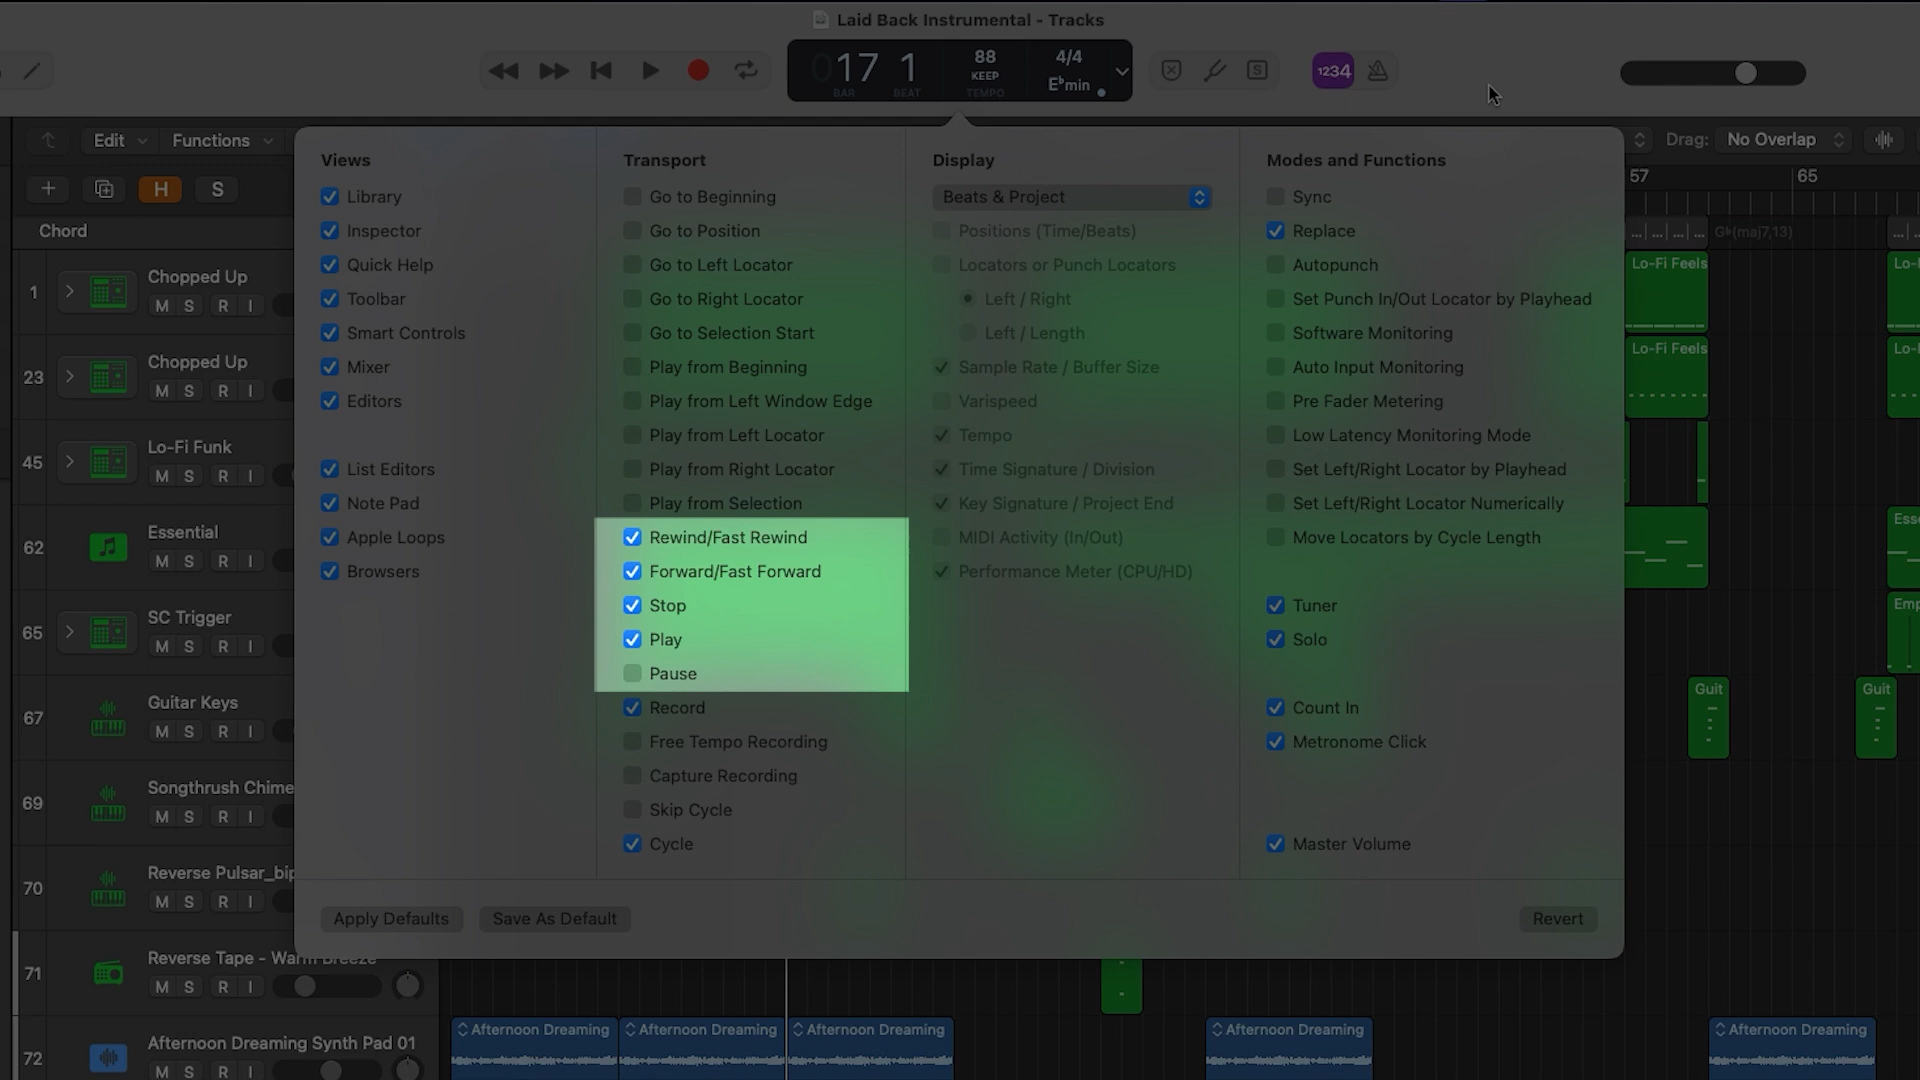 Laid Back Instrumental - Tracks
17 1
BAR BEAT
88
KEEP
TEMPO
4/4
E♭min
S
1234
Edit
Functions
Drag: No Overlap
H S
57 65
Chord
G♭(maj7,13)
Views
Library
Inspector
Quick Help
Toolbar
Smart Controls
Mixer
Editors
List Editors
Note Pad
Apple Loops
Browsers
Transport
Go to Beginning
Go to Position
Go to Left Locator
Go to Right Locator
Go to Selection Start
Play from Beginning
Play from Left Window Edge
Play from Left Locator
Play from Right Locator
Play from Selection
Rewind/Fast Rewind
Forward/Fast Forward
Stop
Play
Pause
Record
Free Tempo Recording
Capture Recording
Skip Cycle
Cycle
Display
Beats & Project
Positions (Time/Beats)
Locators or Punch Locators
Left / Right
Left / Length
Sample Rate / Buffer Size
Varispeed
Tempo
Time Signature / Division
Key Signature / Project End
MIDI Activity (In/Out)
Performance Meter (CPU/HD)
Modes and Functions
Sync
Replace
Autopunch
Set Punch In/Out Locator by Playhead
Software Monitoring
Auto Input Monitoring
Pre Fader Metering
Low Latency Monitoring Mode
Set Left/Right Locator by Playhead
Set Left/Right Locator Numerically
Move Locators by Cycle Length
Tuner
Solo
Count In
Metronome Click
Master Volume
Apply Defaults
Save As Default
Revert
1 Chopped Up
M S R I
23 Chopped Up
M S R I
45 Lo-Fi Funk
M S R I
62 Essential
M S R I
65 SC Trigger
M S R I
67 Guitar Keys
M S R I
69 Songthrush Chime
M S R I
70 Reverse Pulsar_bip
M S R I
71 Reverse Tape - Warm Breeze
M S R I
72 Afternoon Dreaming Synth Pad 01
M S R I
Lo-Fi Feels Lo-
Lo-Fi Feels Lo-
Ess
Emp
Guit Guit
Afternoon Dreaming Afternoon Dreaming Afternoon Dreaming Afternoon Dreaming Afternoon Dreaming